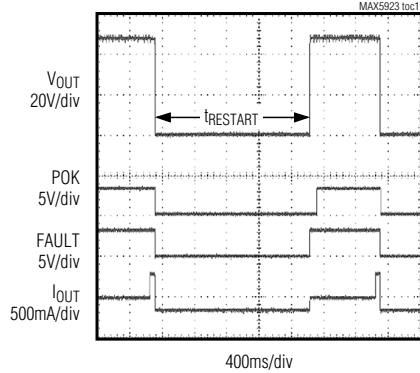 MAX5923 toc1
VOUT
20V/div
tRESTART
POK
5V/div
FAULT
5V/div
IOUT
500mA/div
400ms/div